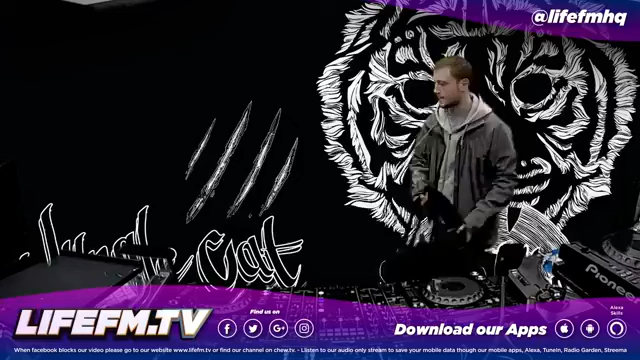 @lifefmhq
Jungle Cat
Pioneer
Alexa
Skills
Find us on
LIFEFM.TV
Download our Apps
When facebook blocks our video please go to our website www.lifefm.tv or find our channel on chew.tv. - Listen to our audio only stream to save your mobile data though our mobile apps, Alexa, TuneIn, Radio Garden, Streema